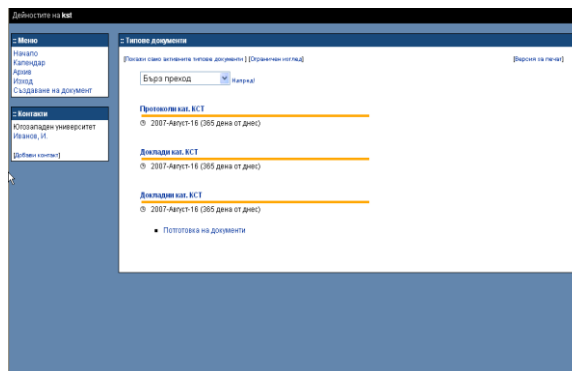 Дейностите на kst
:: Меню
Начало
Календар
Архив
Изход
Създаване на документ
:: Контакти
Югозападен университет
Иванов, И.
[Добави контакт]
:: Типове документи
[Покажи само активните типове документи ] [Ограничен изглед]
[Версия за печат]
Бърз преход
Напред!
Протоколи кат. КСТ
2007-Август-16 (365 дена от днес)
Доклади кат. КСТ
2007-Август-16 (365 дена от днес)
Докладни кат. КСТ
2007-Август-16 (365 дена от днес)
Потготовка на документи